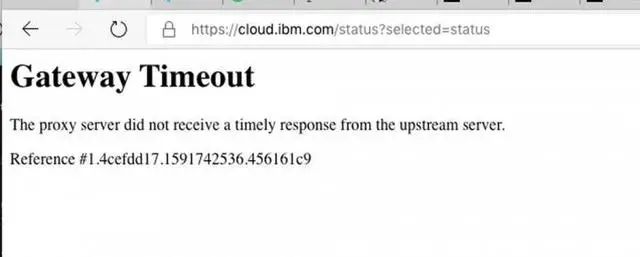 https://cloud.ibm.com/status?selected=status
Gateway Timeout
The proxy server did not receive a timely response from the upstream server.
Reference #1.4cefdd17.1591742536.456161c9